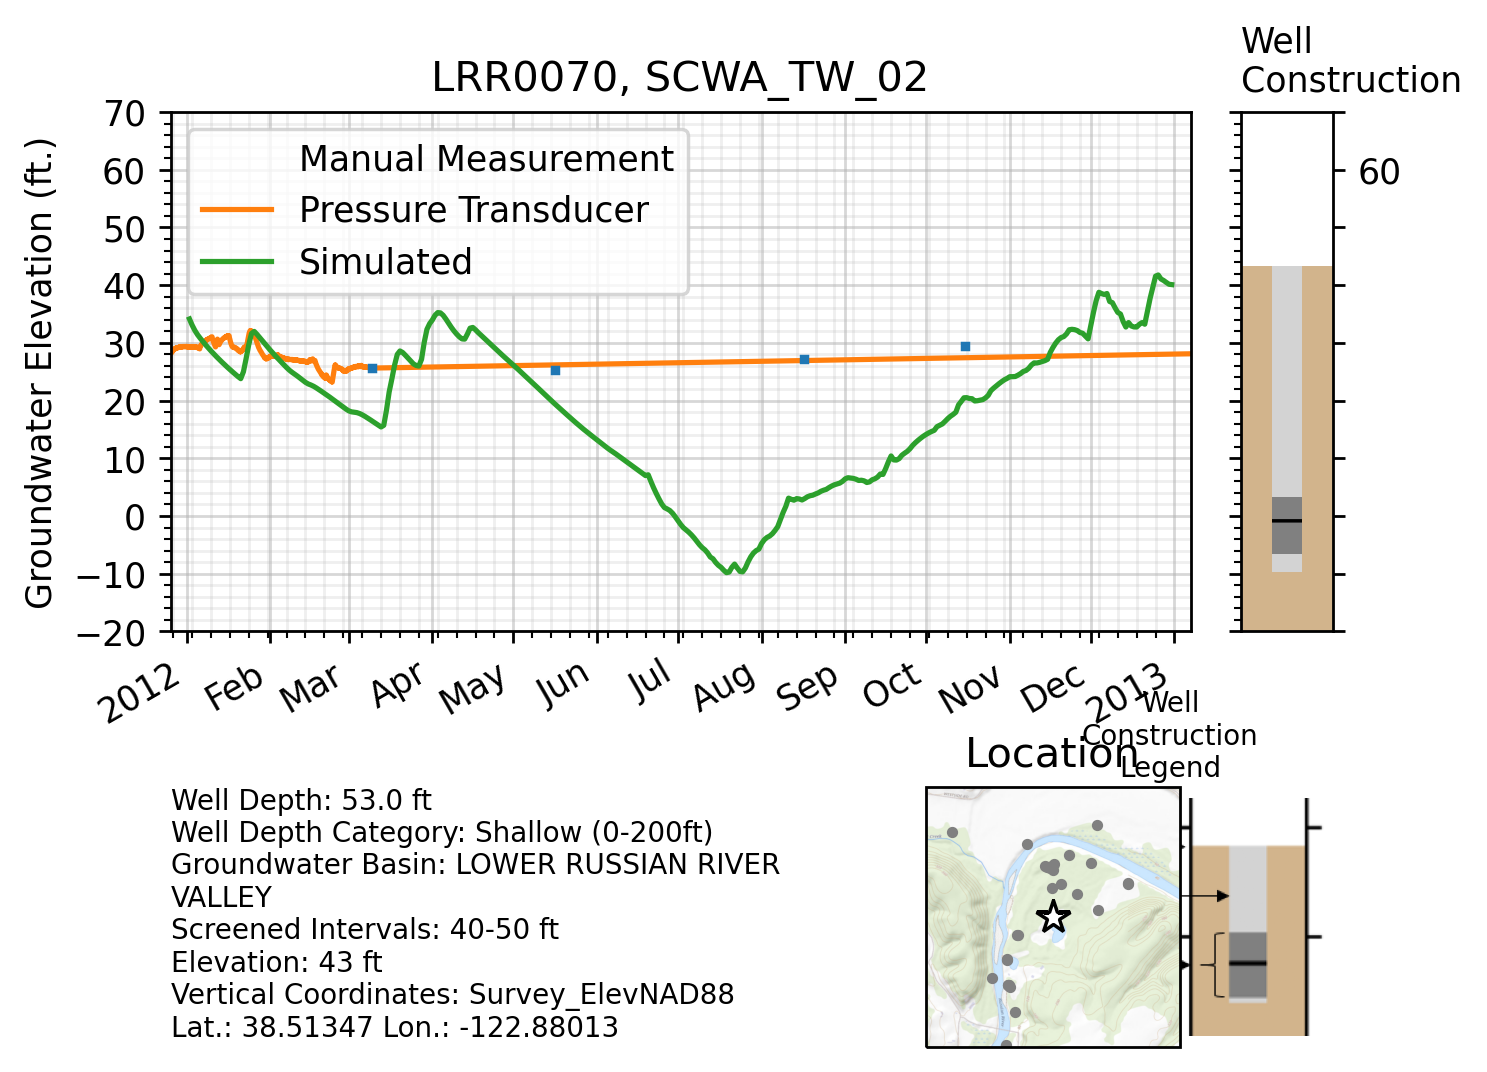 Well
Construction
LRR0070, SCWA_TW_02
Groundwater Elevation (ft.)
70
60
50
40
30
20
10
0
−10
−20
Manual Measurement
Pressure Transducer
Simulated
60
2012
Feb
Mar
Apr
May
Jun
Jul
Aug
Sep
Oct
Nov
Dec
2013
Well
Construction
Legend
Location
Well Depth: 53.0 ft
Well Depth Category: Shallow (0-200ft)
Groundwater Basin: LOWER RUSSIAN RIVER
VALLEY
Screened Intervals: 40-50 ft
Elevation: 43 ft
Vertical Coordinates: Survey_ElevNAD88
Lat.: 38.51347 Lon.: -122.88013